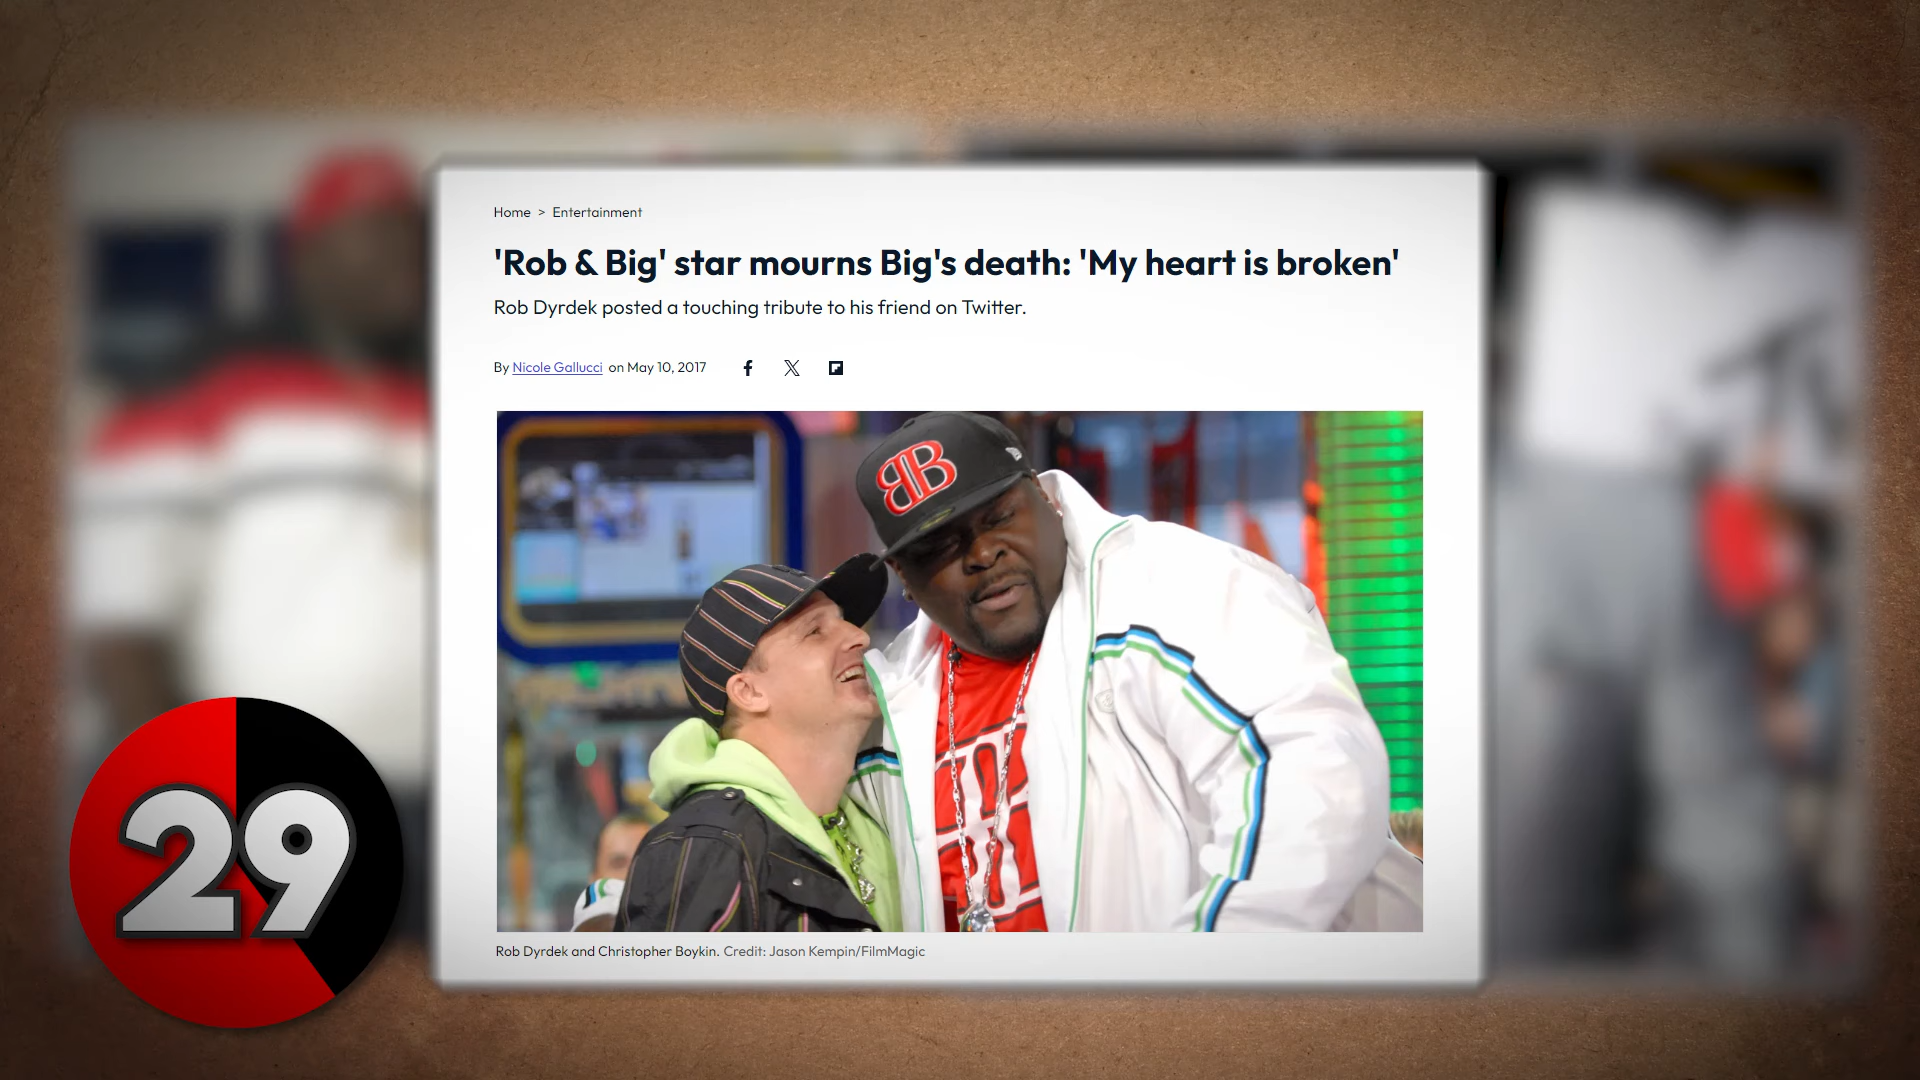 Home > Entertainment
'Rob & Big' star mourns Big's death: 'My heart is broken'
Rob Dyrdek posted a touching tribute to his friend on Twitter.
By Nicole Gallucci on May 10, 2017
BB
29
Rob Dyrdek and Christopher Boykin. Credit: Jason Kempin/FilmMagic